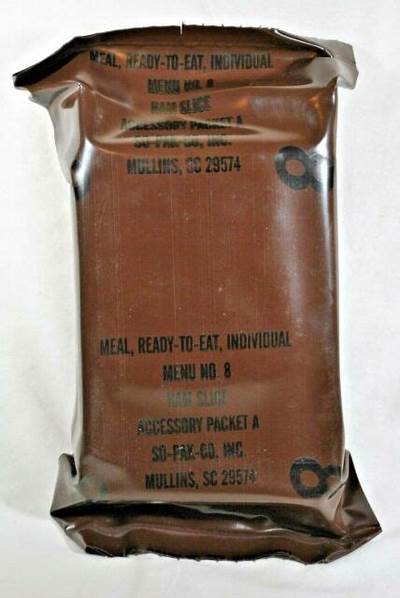 MEAL, READY-TO-EAT, INDIVIDUAL
MENU NO. 8
HAM SLICE
ACCESSORY PACKET A
SO-PAK-CO, INC.
MULLINS, SC 29574
8
MEAL, READY-TO-EAT, INDIVIDUAL
MENU NO. 8
HAM SLICE
ACCESSORY PACKET A
SO-PAK-CO, INC.
MULLINS, SC 29574
8